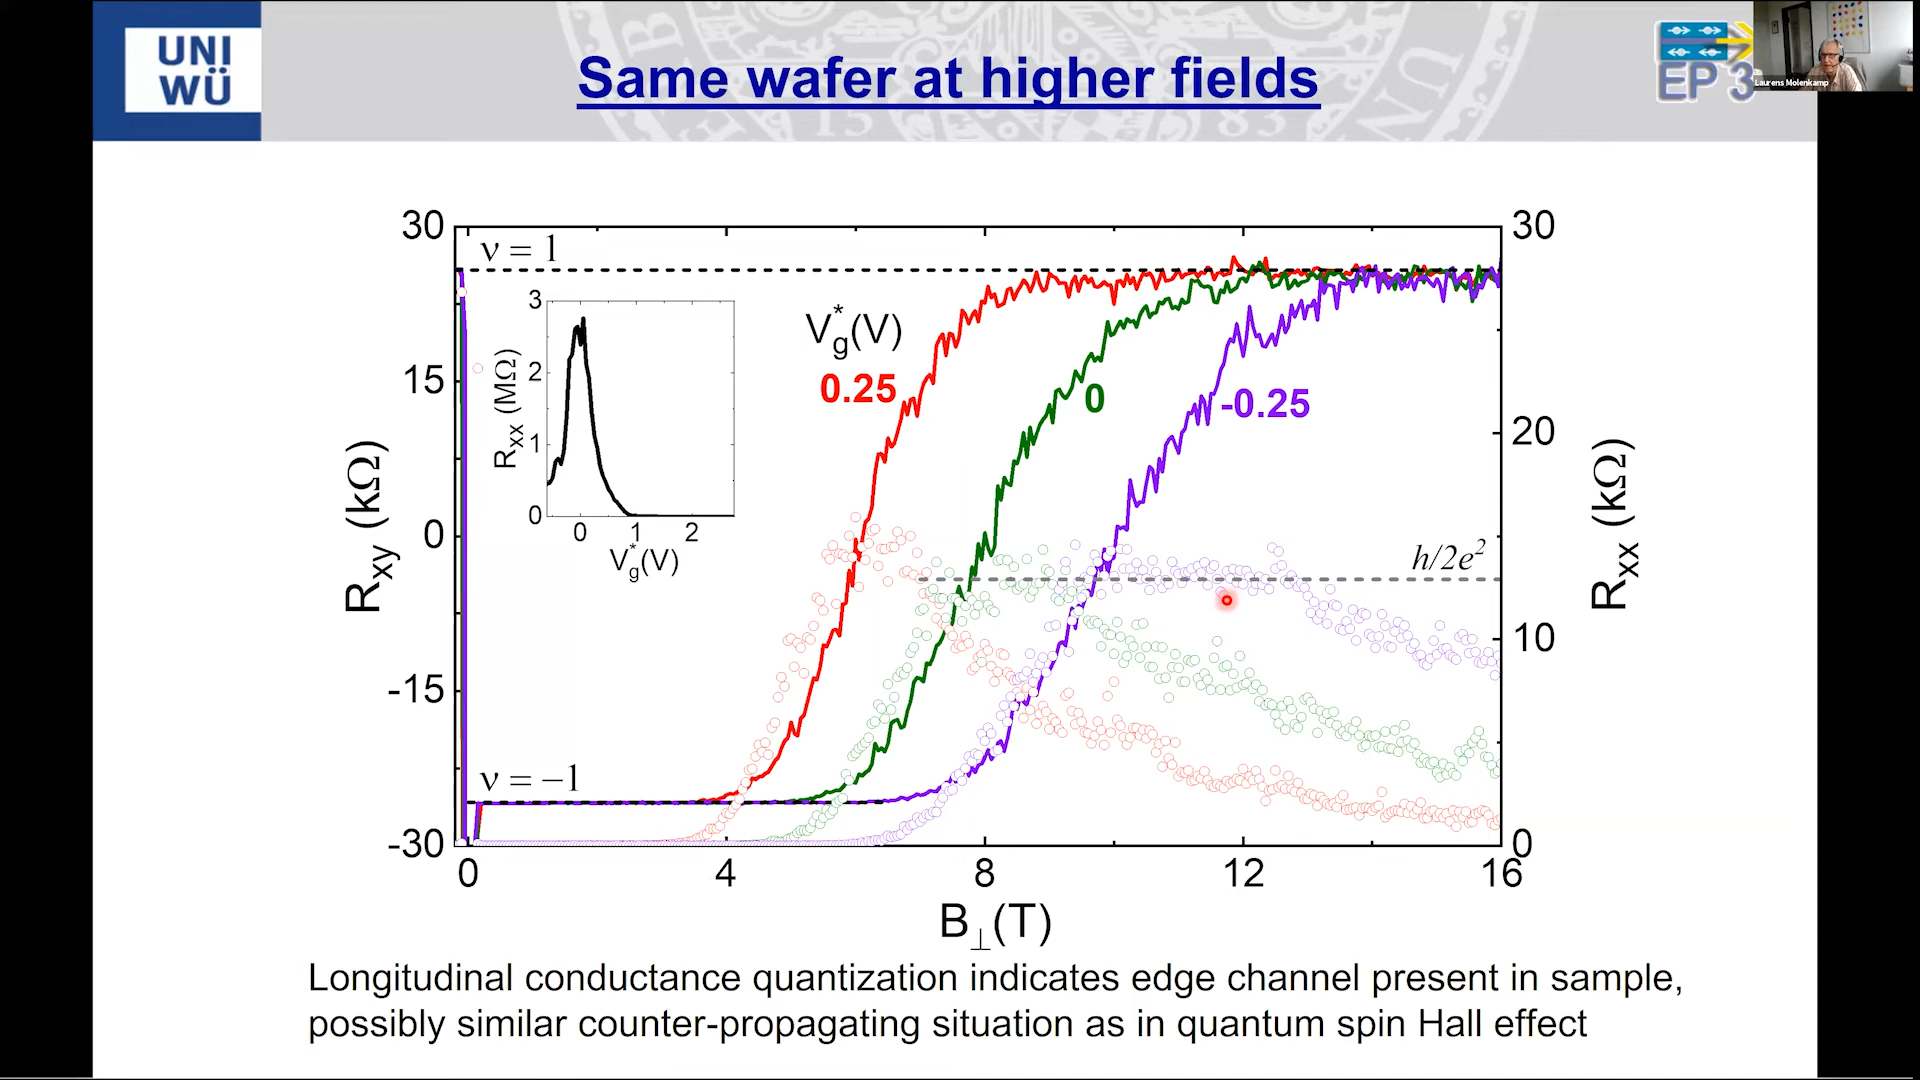 UNI
WÜ
Same wafer at higher fields
EP 3
Laurens Molenkamp
30
15
0
-15
-30
R_xy (kΩ)
ν = 1
ν = −1
3
2
1
0
R_xx (MΩ)
0 1 2
V_g^*(V)
V_g^*(V)
0.25
0
-0.25
h/2e²
30
20
10
0
R_xx (kΩ)
0 4 8 12 16
B_⊥(T)
Longitudinal conductance quantization indicates edge channel present in sample,
possibly similar counter-propagating situation as in quantum spin Hall effect